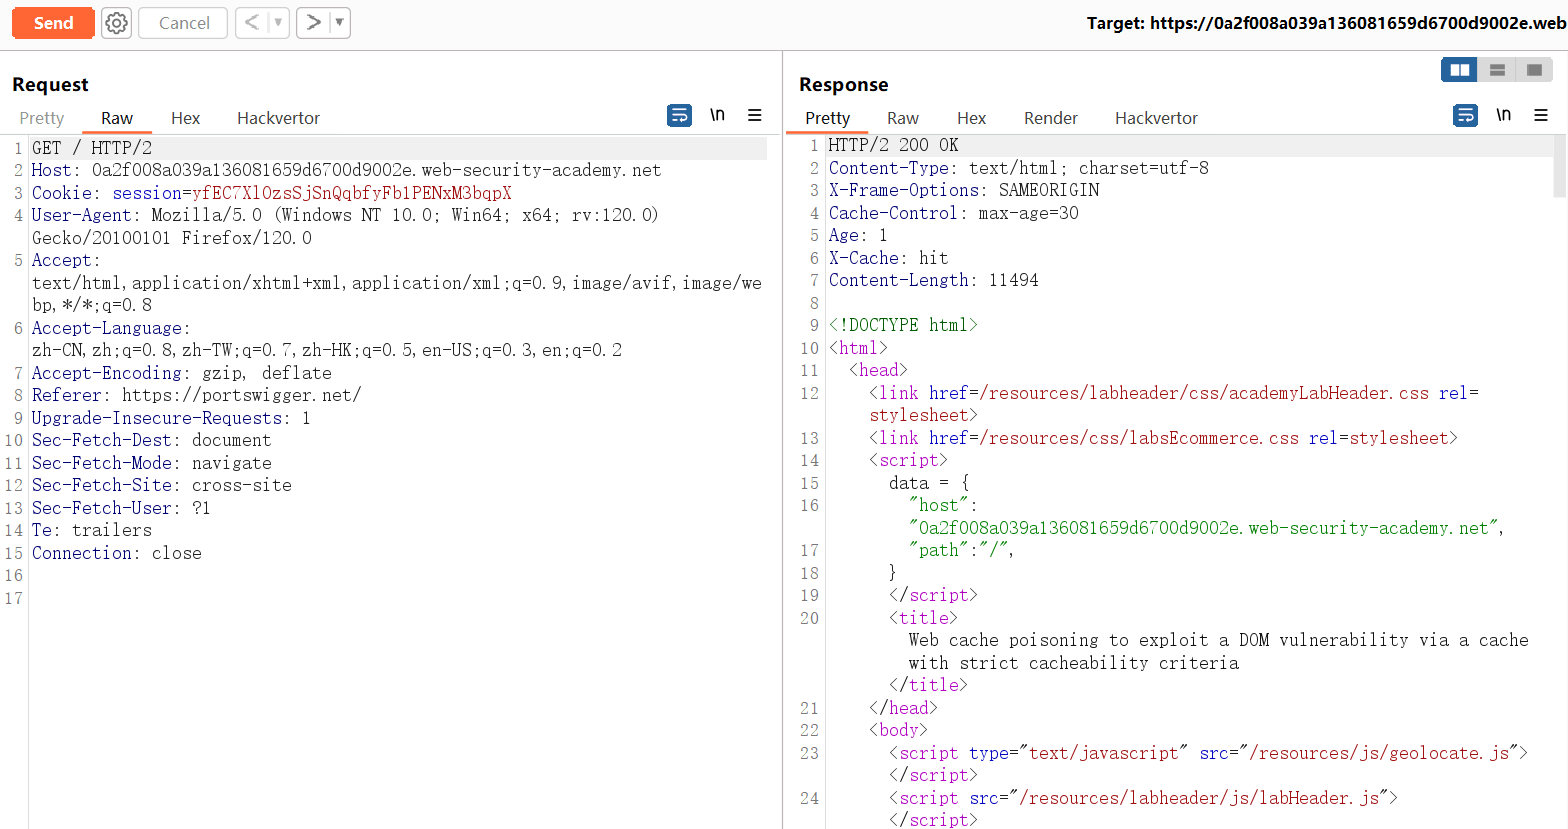 Send Cancel < ▼ > ▼ Target: https://0a2f008a039a136081659d6700d9002e.web
Request
Pretty Raw Hex Hackvertor \n
1 GET / HTTP/2
2 Host: 0a2f008a039a136081659d6700d9002e.web-security-academy.net
3 Cookie: session=yfEC7XlOzsSjSnQqbfyFb1PENxM3bqpX
4 User-Agent: Mozilla/5.0 (Windows NT 10.0; Win64; x64; rv:120.0)
Gecko/20100101 Firefox/120.0
5 Accept:
text/html,application/xhtml+xml,application/xml;q=0.9,image/avif,image/we
bp,*/*;q=0.8
6 Accept-Language:
zh-CN,zh;q=0.8,zh-TW;q=0.7,zh-HK;q=0.5,en-US;q=0.3,en;q=0.2
7 Accept-Encoding: gzip, deflate
8 Referer: https://portswigger.net/
9 Upgrade-Insecure-Requests: 1
10 Sec-Fetch-Dest: document
11 Sec-Fetch-Mode: navigate
12 Sec-Fetch-Site: cross-site
13 Sec-Fetch-User: ?1
14 Te: trailers
15 Connection: close
16
17
Response
Pretty Raw Hex Render Hackvertor \n
1 HTTP/2 200 OK
2 Content-Type: text/html; charset=utf-8
3 X-Frame-Options: SAMEORIGIN
4 Cache-Control: max-age=30
5 Age: 1
6 X-Cache: hit
7 Content-Length: 11494
8
9 <!DOCTYPE html>
10 <html>
11 <head>
12 <link href=/resources/labheader/css/academyLabHeader.css rel=
stylesheet>
13 <link href=/resources/css/labsEcommerce.css rel=stylesheet>
14 <script>
15 data = {
16 "host":
"0a2f008a039a136081659d6700d9002e.web-security-academy.net",
17 "path":"/",
18 }
19 </script>
20 <title>
Web cache poisoning to exploit a DOM vulnerability via a cache
with strict cacheability criteria
</title>
21 </head>
22 <body>
23 <script type="text/javascript" src="/resources/js/geolocate.js">
</script>
24 <script src="/resources/labheader/js/labHeader.js">
</script>